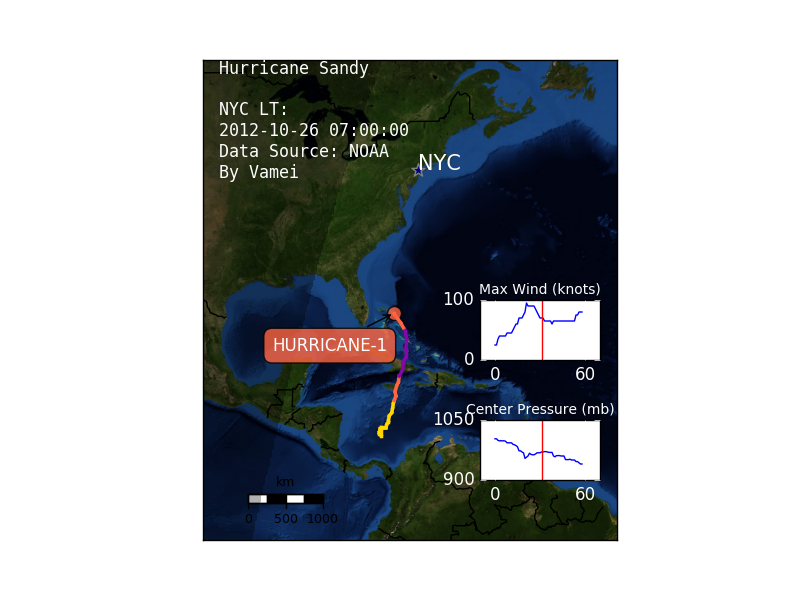 Hurricane Sandy
NYC LT:
2012-10-26 07:00:00
Data Source: NOAA
By Vamei
NYC
HURRICANE-1
Max Wind (knots)
100
0
0 60
Center Pressure (mb)
1050
900
0 60
km
0 500 1000